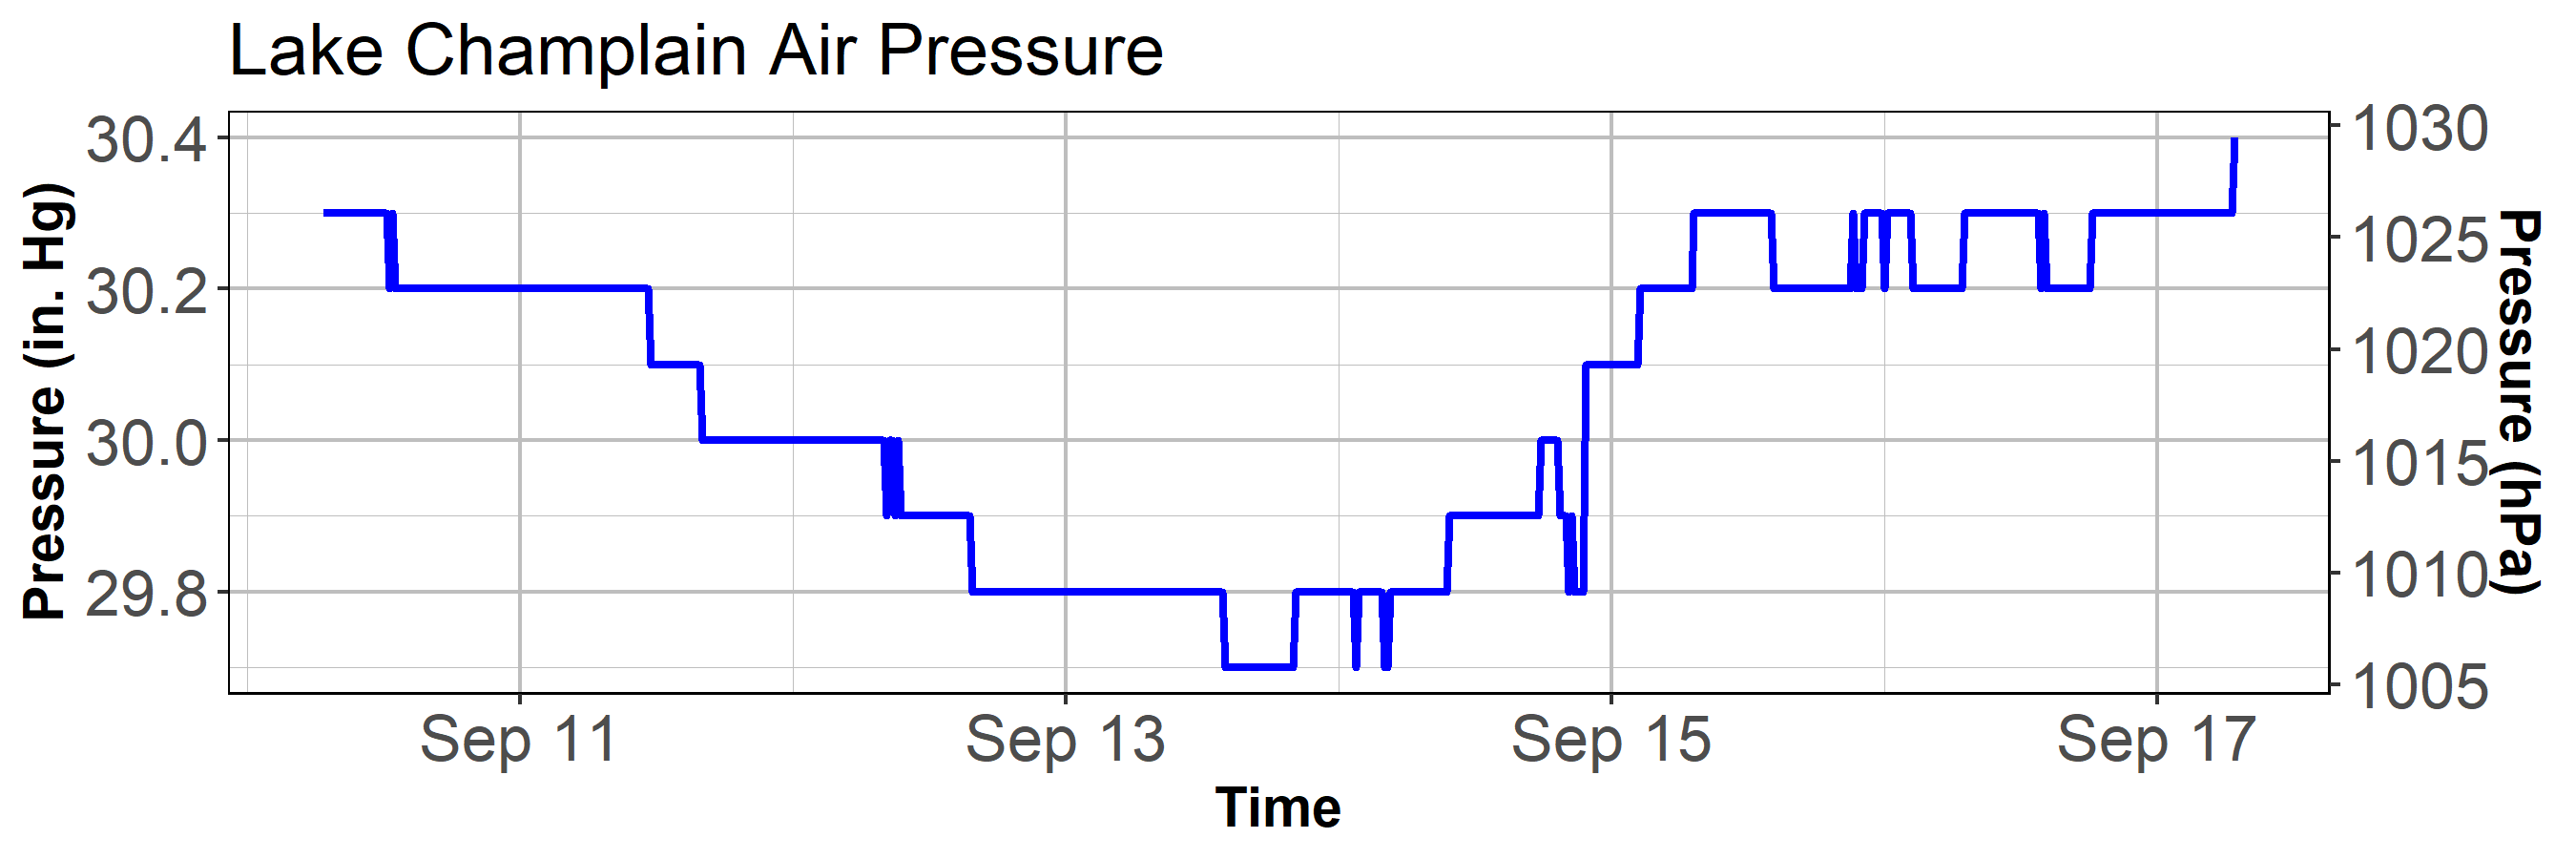 Lake Champlain Air Pressure
Pressure (in. Hg)
30.4
30.2
30.0
29.8
1030
1025
1020
1015
1010
1005
Pressure (hPa)
Sep 11 Sep 13 Sep 15 Sep 17
Time